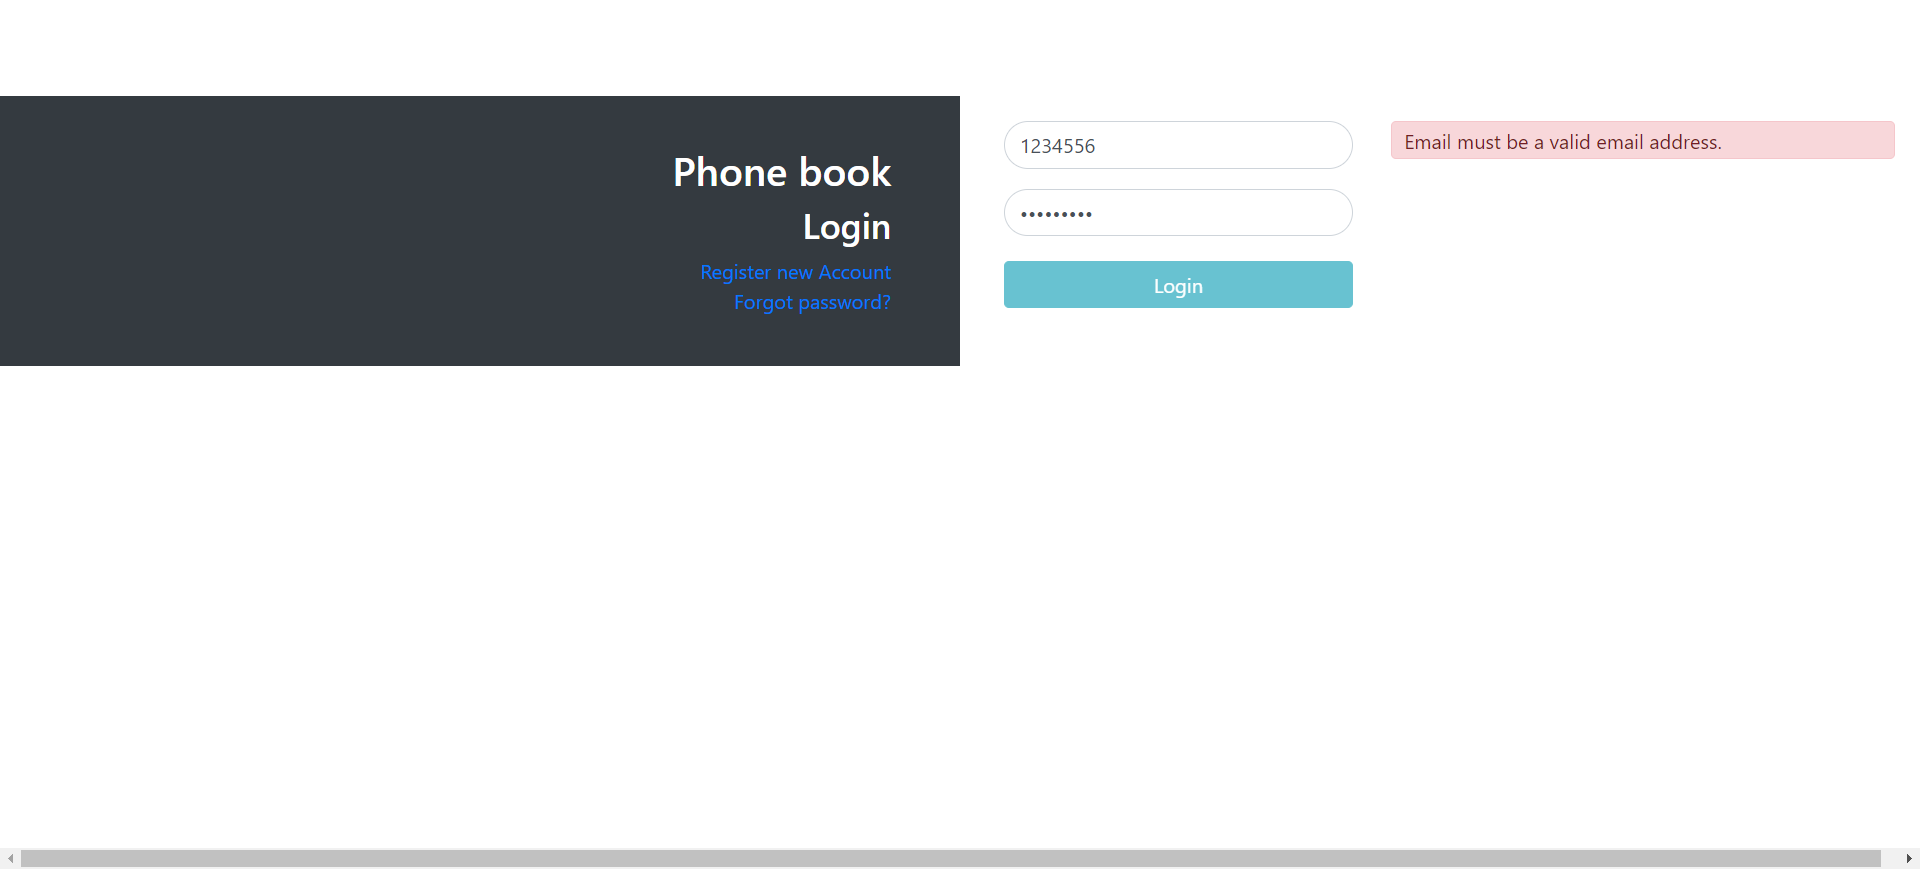 Phone book
Login
Register new Account
Forgot password?
1234556
•••••••••
Login
Email must be a valid email address.